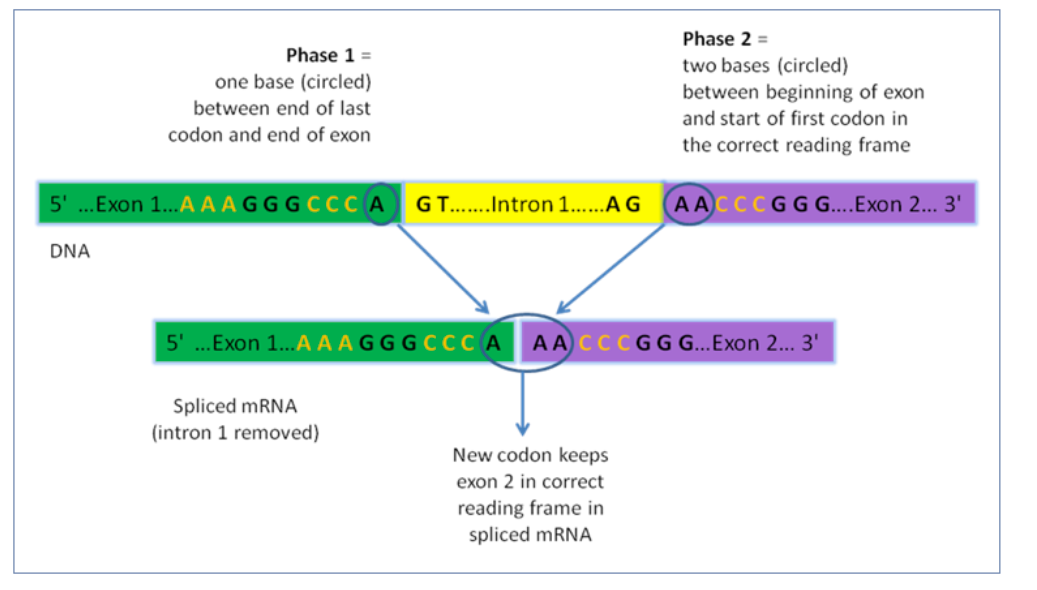 Phase 1 =
one base (circled)
between end of last
codon and end of exon
Phase 2 =
two bases (circled)
between beginning of exon
and start of first codon in
the correct reading frame
5' ...Exon 1...A A A G G G C C C A G T.......Intron 1......A G A A C C C G G G....Exon 2... 3'
DNA
5' ...Exon 1...A A A G G G C C C A A A C C C G G G...Exon 2... 3'
Spliced mRNA
(intron 1 removed)
New codon keeps
exon 2 in correct
reading frame in
spliced mRNA